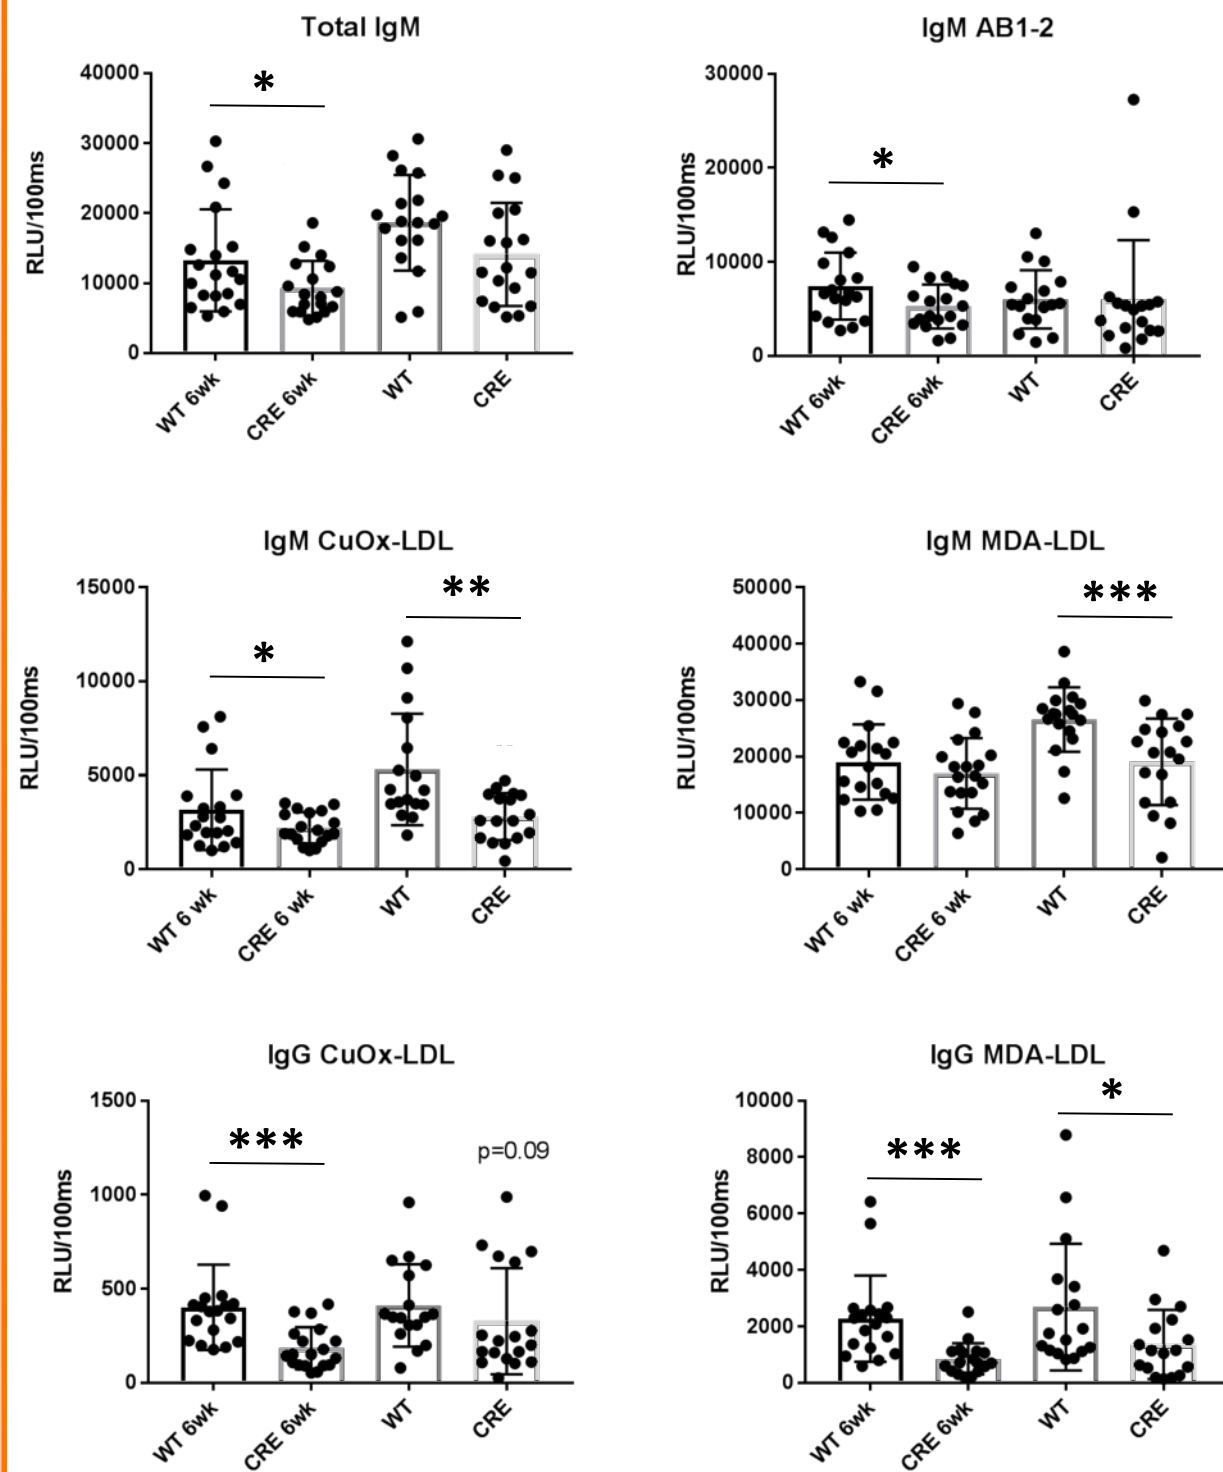 Total IgM
40000
30000
20000
10000
0
RLU/100ms
*
WT 6wk
CRE 6wk
WT
CRE
IgM AB1-2
30000
20000
10000
0
RLU/100ms
*
WT 6wk
CRE 6wk
WT
CRE
IgM CuOx-LDL
15000
10000
5000
0
RLU/100ms
*
**
WT 6 wk
CRE 6 wk
WT
CRE
IgM MDA-LDL
50000
40000
30000
20000
10000
0
RLU/100ms
***
WT 6 wk
CRE 6 wk
WT
CRE
IgG CuOx-LDL
1500
1000
500
0
RLU/100ms
***
p=0.09
WT 6wk
CRE 6wk
WT
CRE
IgG MDA-LDL
10000
8000
6000
4000
2000
0
RLU/100ms
***
*
WT 6wk
CRE 6wk
WT
CRE